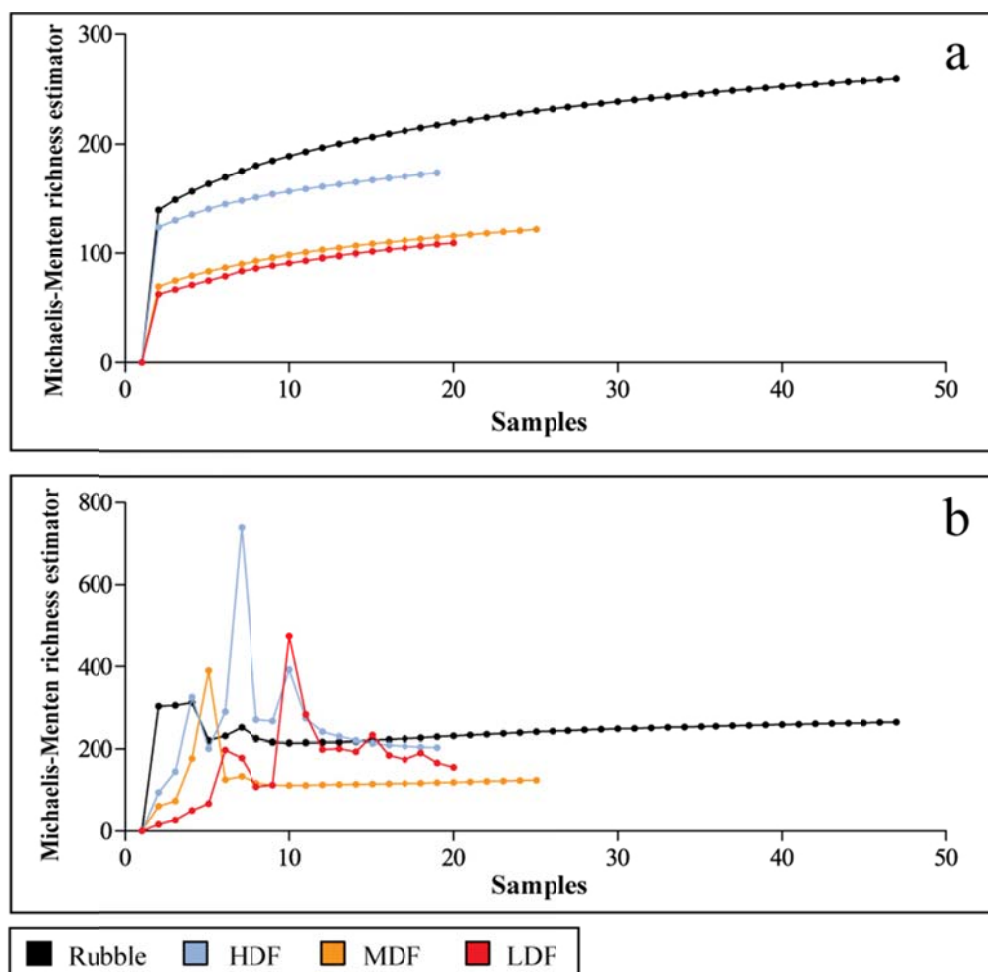 a
Michaelis-Menten richness estimator
300
200
100
0
0 10 20 30 40 50
Samples
b
Michaelis-Menten richness estimator
800
600
400
200
0
0 10 20 30 40 50
Samples
Rubble HDF MDF LDF